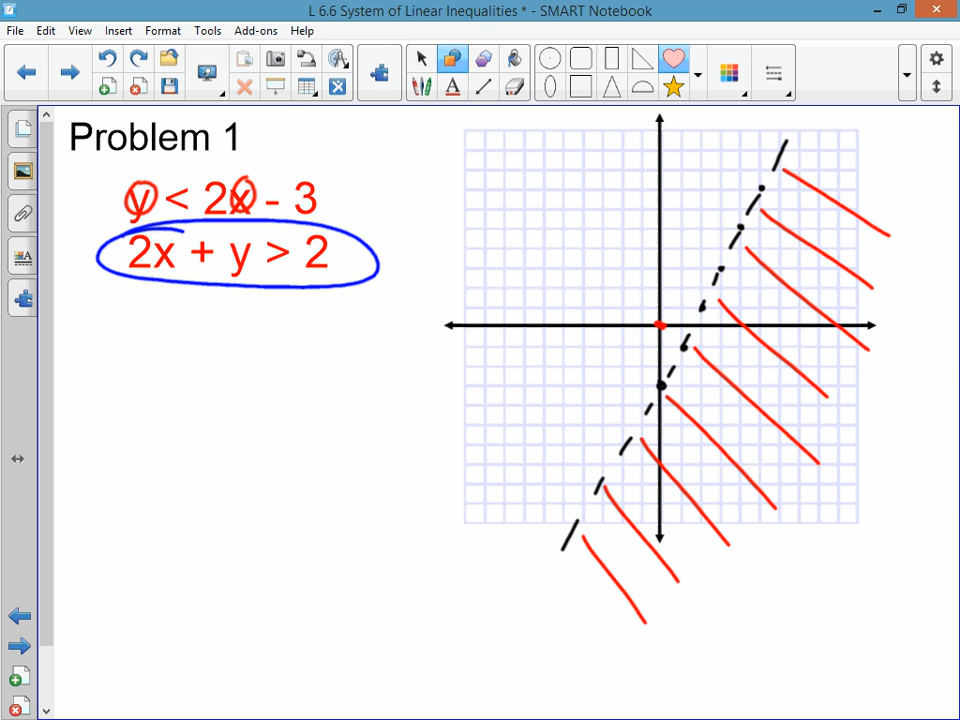 L 6.6 System of Linear Inequalities * - SMART Notebook
File Edit View Insert Format Tools Add-ons Help
Problem 1
y < 2x - 3
2x + y > 2